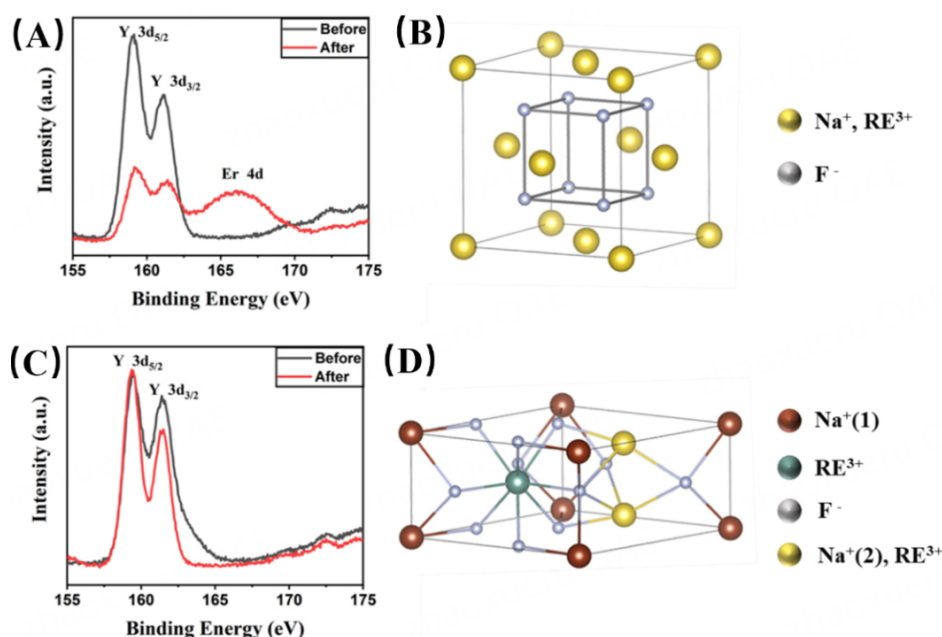 (A)
Y 3d5/2
Y 3d3/2
Er 4d
Before
After
Intensity (a.u.)
155 160 165 170 175
Binding Energy (eV)
(B)
Na+, RE3+
F-
(C)
Y 3d5/2
Y 3d3/2
Before
After
Intensity (a.u.)
155 160 165 170 175
Binding Energy (eV)
(D)
Na+(1)
RE3+
F-
Na+(2), RE3+